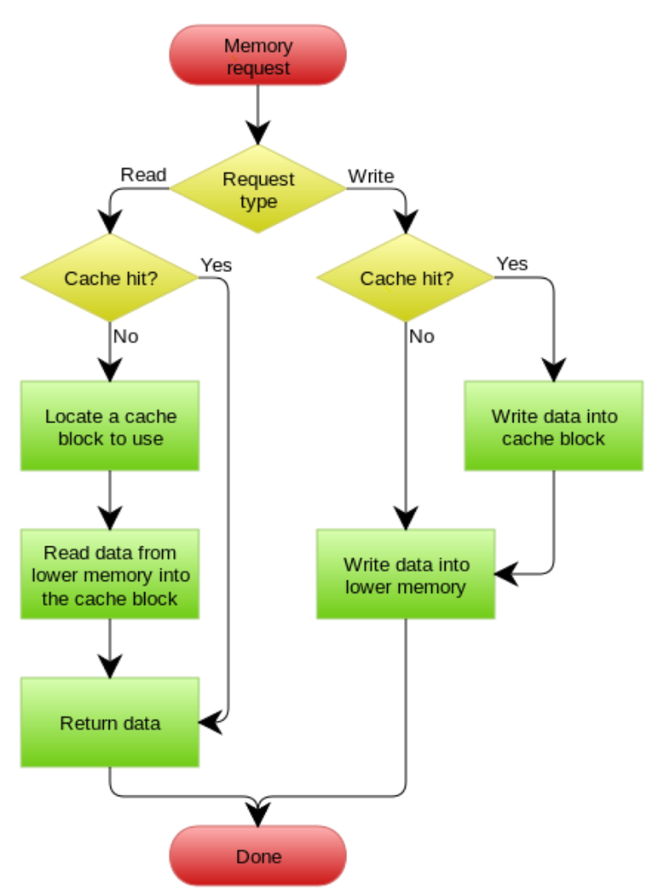 Memory
request
Request
type
Read
Write
Cache hit?
Yes
Cache hit?
Yes
No
No
Locate a cache
block to use
Write data into
cache block
Read data from
lower memory into
the cache block
Write data into
lower memory
Return data
Done